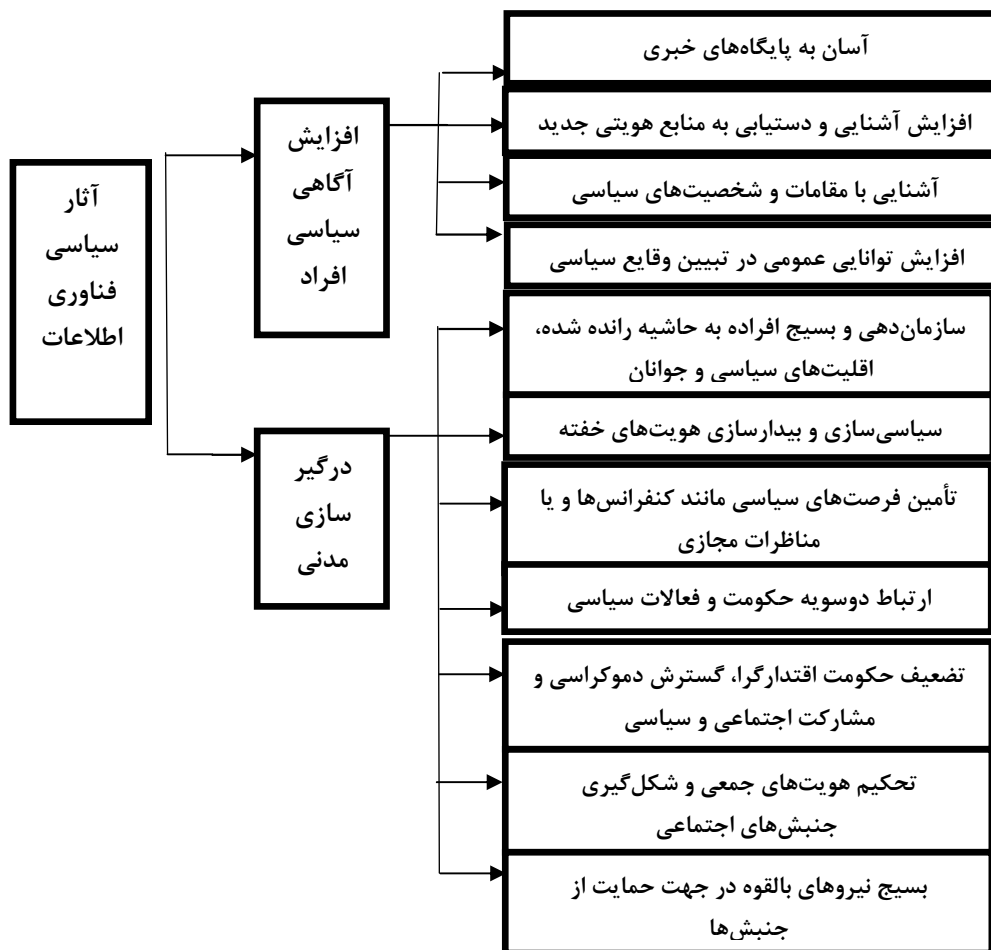 آثار
سیاسی
فناوری
اطلاعات
افزایش
آگاهی
سیاسی
افراد
آسان به پایگاه‌های خبری
افزایش آشنایی و دستیابی به منابع هویتی جدید
آشنایی با مقامات و شخصیت‌های سیاسی
افزایش توانایی عمومی در تبیین وقایع سیاسی
درگیر
سازی
مدنی
سازمان‌دهی و بسیج افراده به حاشیه رانده شده،
اقلیت‌های سیاسی و جوانان
سیاسی‌سازی و بیدارسازی هویت‌های خفته
تأمین فرصت‌های سیاسی مانند کنفرانس‌ها و یا
مناظرات مجازی
ارتباط دوسویه حکومت و فعالات سیاسی
تضعیف حکومت اقتدارگرا، گسترش دموکراسی و
مشارکت اجتماعی و سیاسی
تحکیم هویت‌های جمعی و شکل‌گیری
جنبش‌های اجتماعی
بسیج نیروهای بالقوه در جهت حمایت از
جنبش‌ها